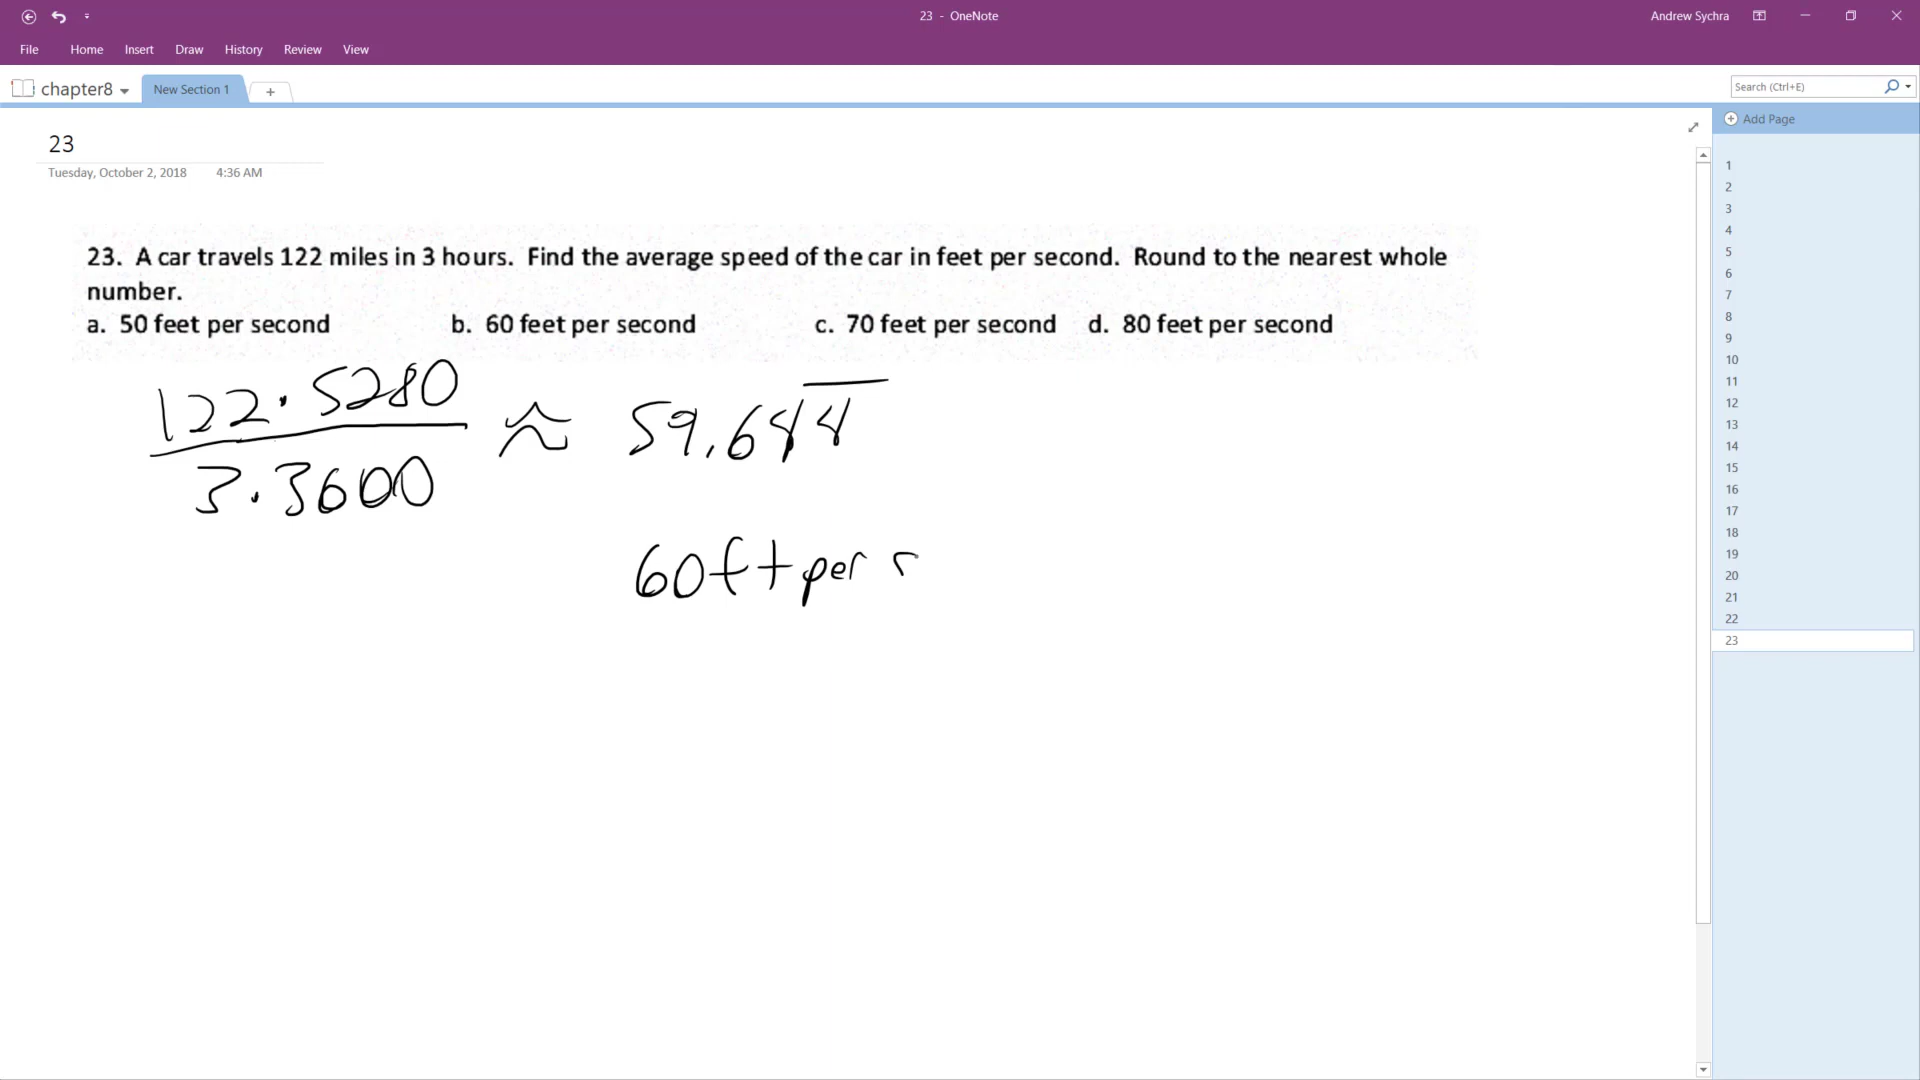 23 - OneNote
Andrew Sychra
File Home Insert Draw History Review View
chapter8
New Section 1
+
Search (Ctrl+E)
Add Page
23
Tuesday, October 2, 2018 4:36 AM
23. A car travels 122 miles in 3 hours. Find the average speed of the car in feet per second. Round to the nearest whole
number.
a. 50 feet per second b. 60 feet per second c. 70 feet per second d. 80 feet per second
122·5280
3·3600
≈ 59.644
60ft per
1
2
3
4
5
6
7
8
9
10
11
12
13
14
15
16
17
18
19
20
21
22
23